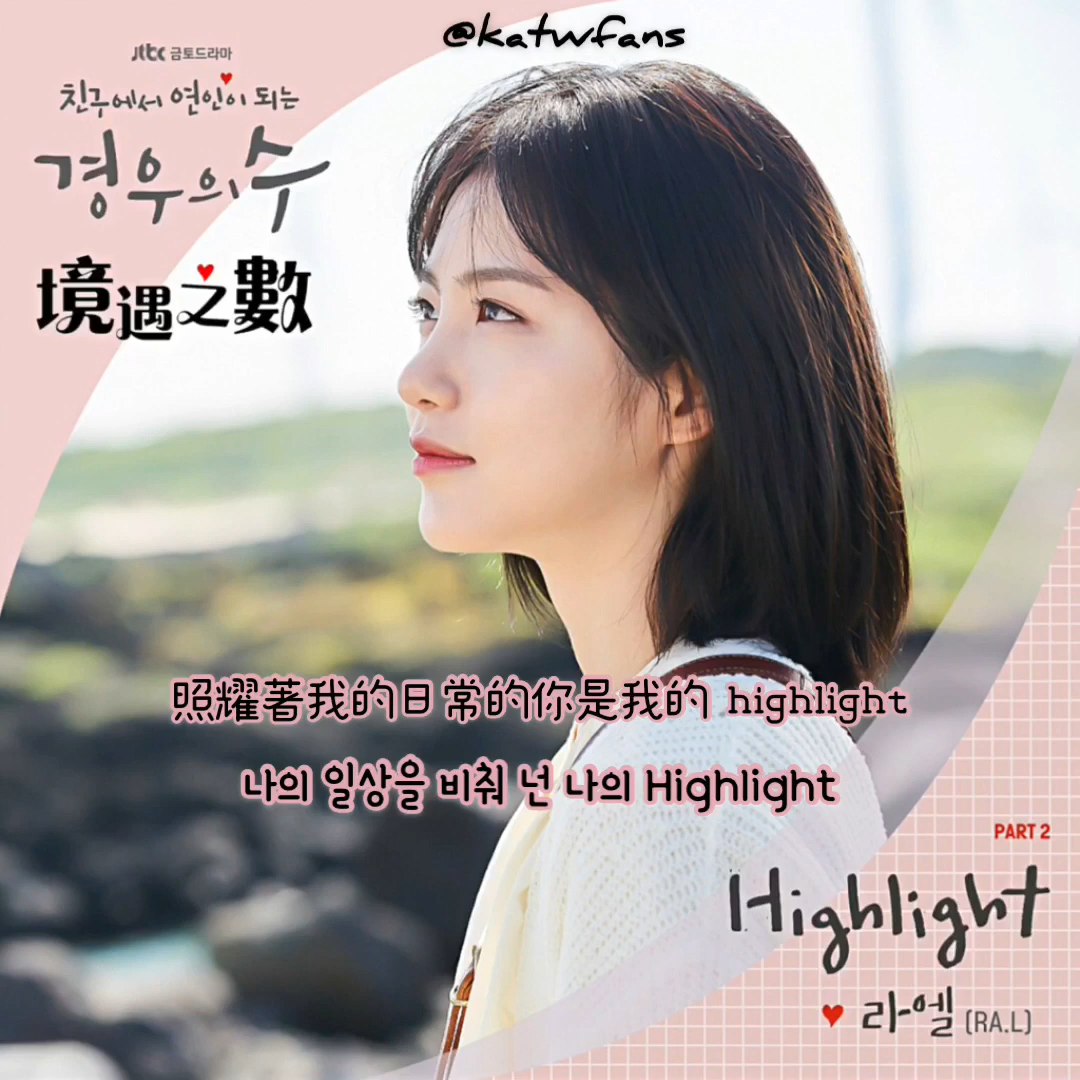 @katwfans
JTBC 금토드라마
친구에서 연인이 되는
경우의 수
境遇之數
照耀著我的日常的你是我的 highlight
나의 일상을 비춰 넌 나의 Highlight
PART 2
Highlight
라엘 (RA.L)